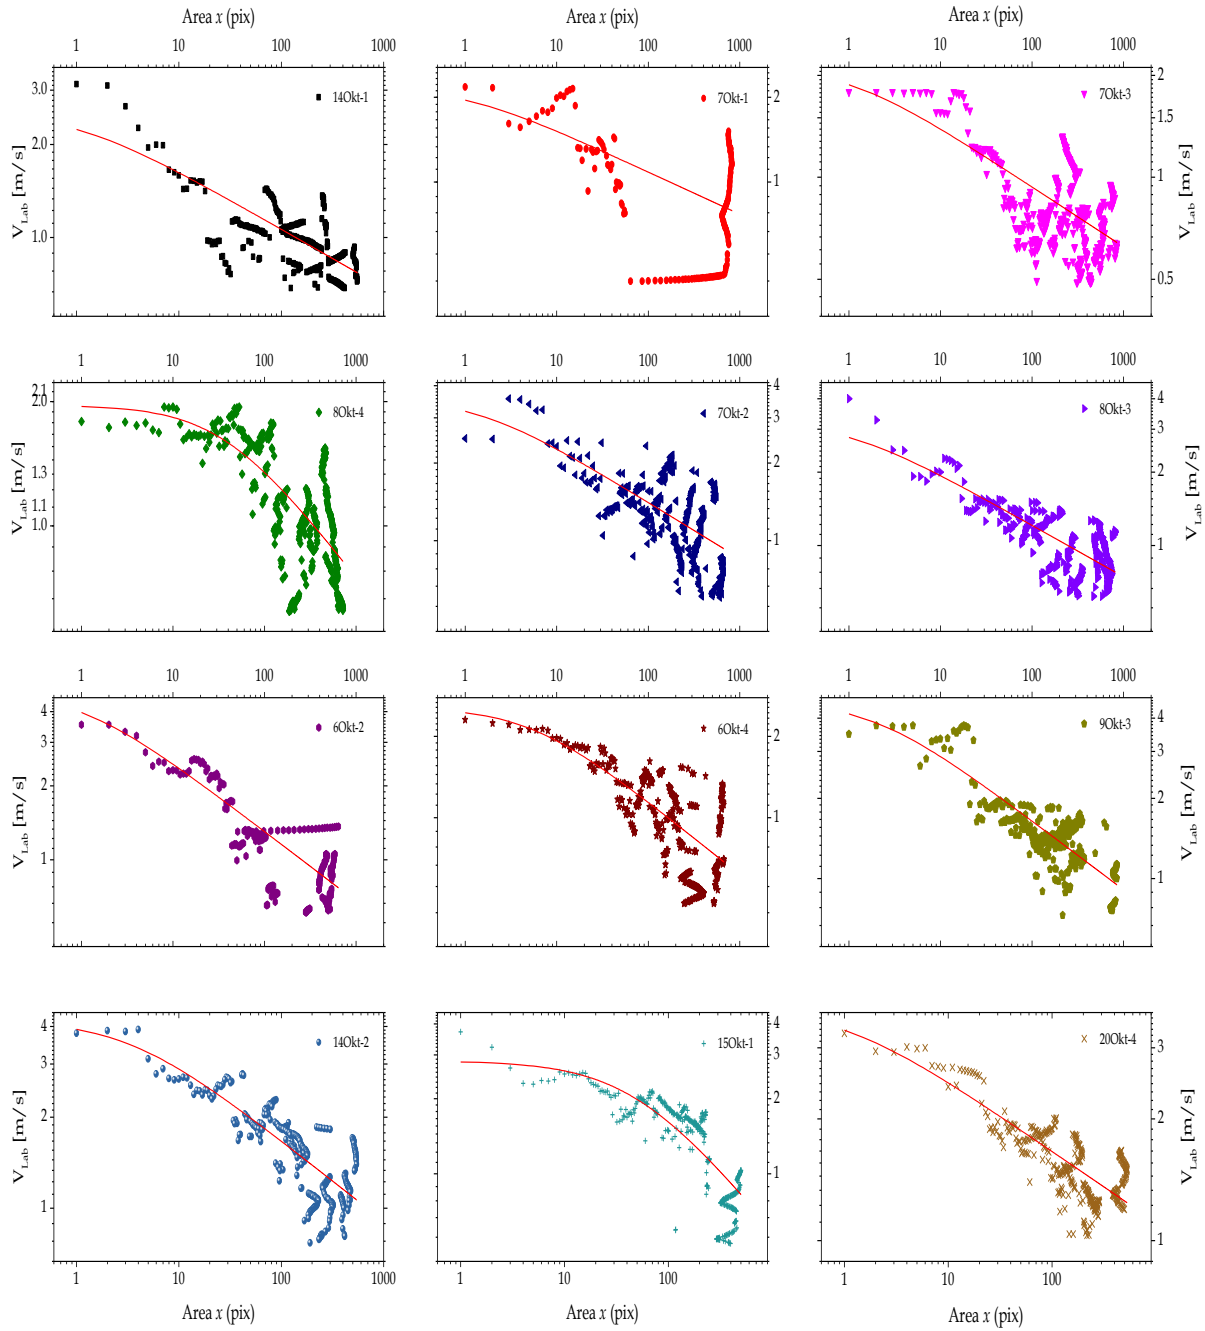 Area x (pix) Area x (pix) Area x (pix)
1 10 100 1000 1 10 100 1000 1 10 100 1000
V_Lab [m/s] 3.0 2.0 1.0 14Okt-1
7Okt-1 2 1
7Okt-3 2 1.5 1 0.5 V_Lab [m/s]
1 10 100 1000 1 10 100 1000 1 10 100 1000
V_Lab [m/s] 2.1 2.0 1.6 1.3 1.1 1.0 8Okt-4
7Okt-2 4 3 2 1
8Okt-3 4 3 2 1 V_Lab [m/s]
1 10 100 1000 1 10 100 1000 1 10 100 1000
V_Lab [m/s] 4 3 2 1 6Okt-2
6Okt-4 2 1
9Okt-3 4 3 2 1 V_Lab [m/s]
V_Lab [m/s] 4 3 2 1 14Okt-2
15Okt-1 4 3 2 1
20Okt-4 3 2 1 V_Lab [m/s]
1 10 100 1000 1 10 100 1 10 100
Area x (pix) Area x (pix) Area x (pix)